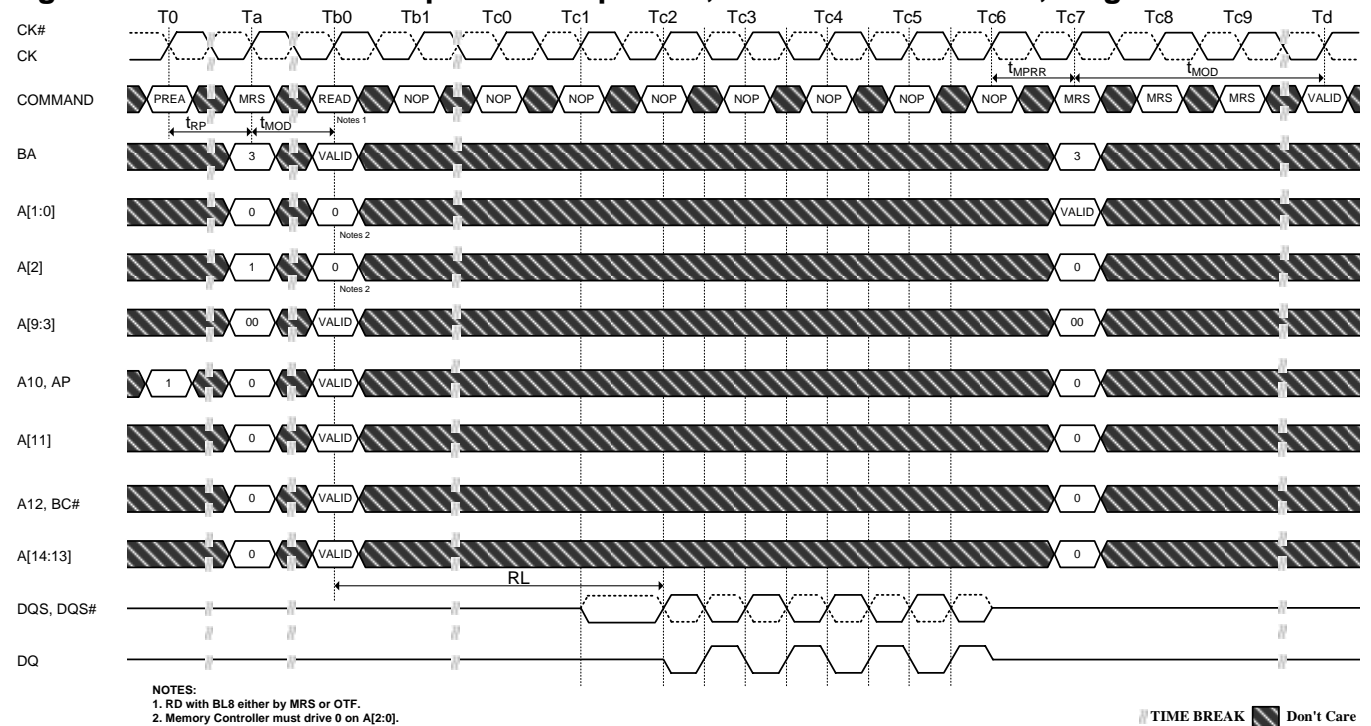 T0 Ta Tb0 Tb1 Tc0 Tc1 Tc2 Tc3 Tc4 Tc5 Tc6 Tc7 Tc8 Tc9 Td
CK#
CK
tMPRR tMOD
COMMAND PREA MRS READ NOP NOP NOP NOP NOP NOP NOP NOP MRS MRS MRS VALID
tRP tMOD Notes 1
BA 3 VALID 3
A[1:0] 0 0 VALID
Notes 2
A[2] 1 0 0
Notes 2
A[9:3] 00 VALID 00
A10, AP 1 0 VALID 0
A[11] 0 VALID 0
A12, BC# 0 VALID 0
A[14:13] 0 VALID 0
RL
DQS, DQS#
DQ
NOTES:
1. RD with BL8 either by MRS or OTF.
2. Memory Controller must drive 0 on A[2:0].
TIME BREAK Don't Care